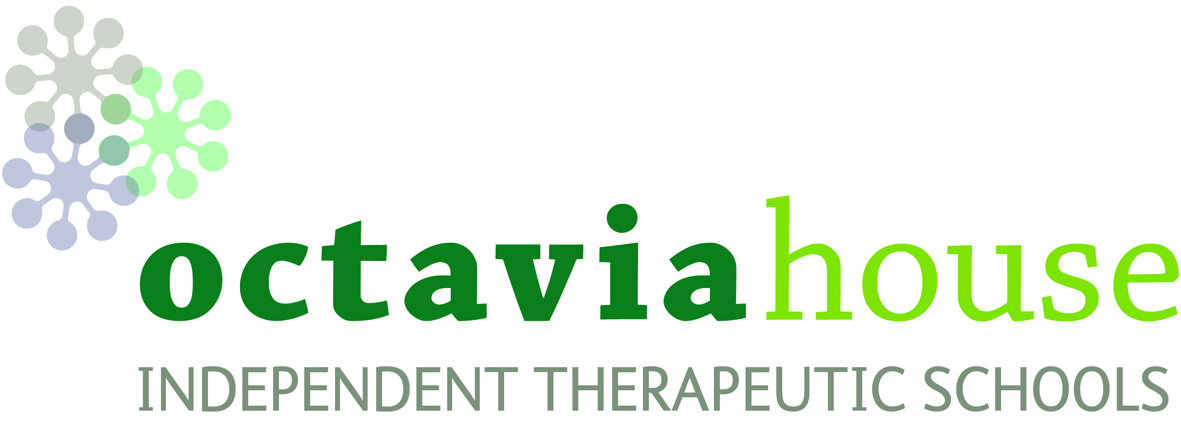 octaviahouse
INDEPENDENT THERAPEUTIC SCHOOLS